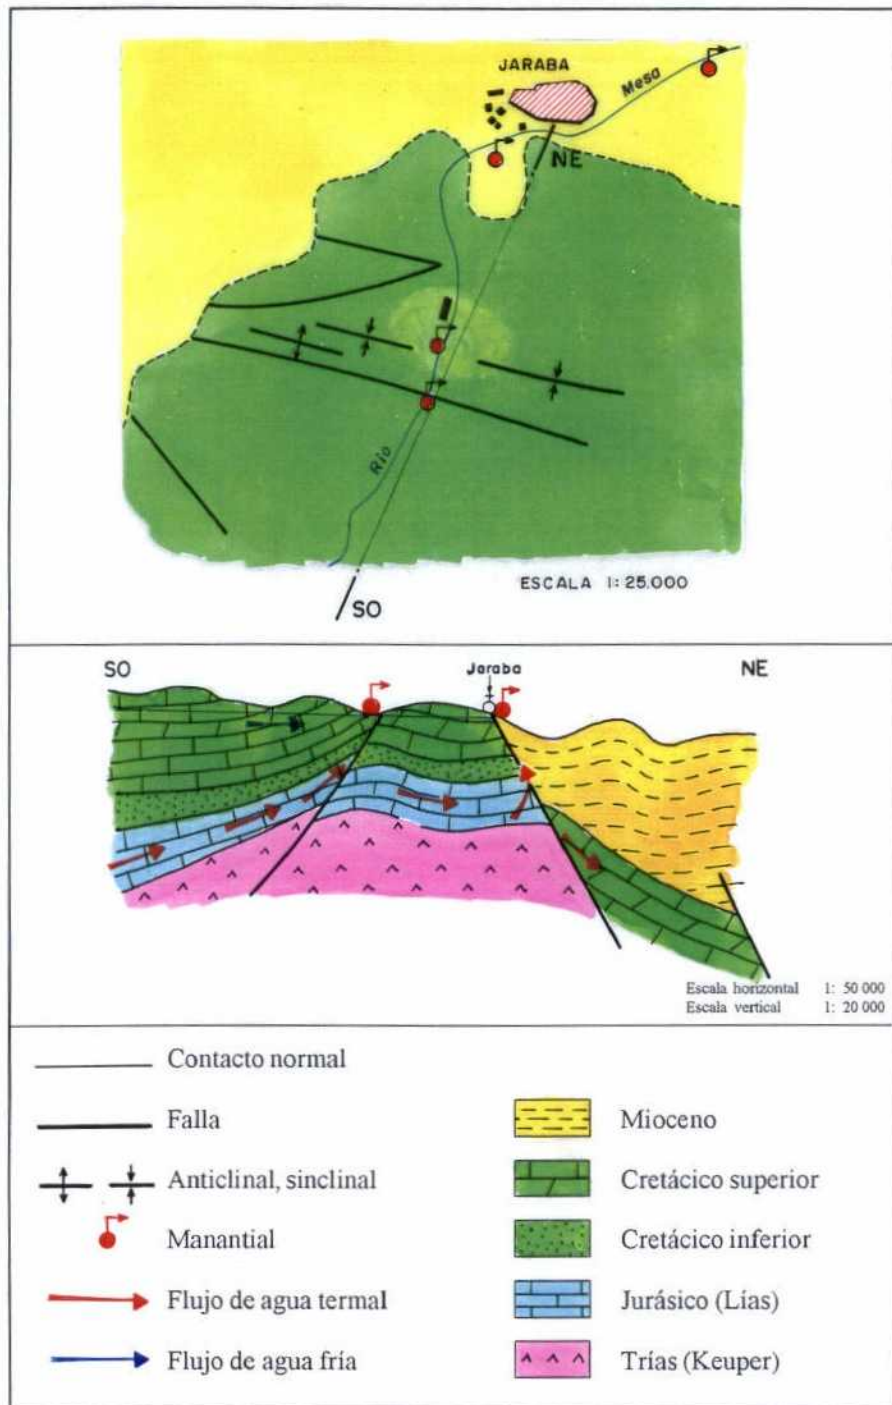 JARABA
Mesa
NE
Río
ESCALA 1:25.000
SO
SO
Jaraba
NE
Escala horizontal 1: 50 000
Escala vertical 1: 20 000
Contacto normal
Falla
Anticlinal, sinclinal
Manantial
Flujo de agua termal
Flujo de agua fría
Mioceno
Cretácico superior
Cretácico inferior
Jurásico (Lías)
Trías (Keuper)